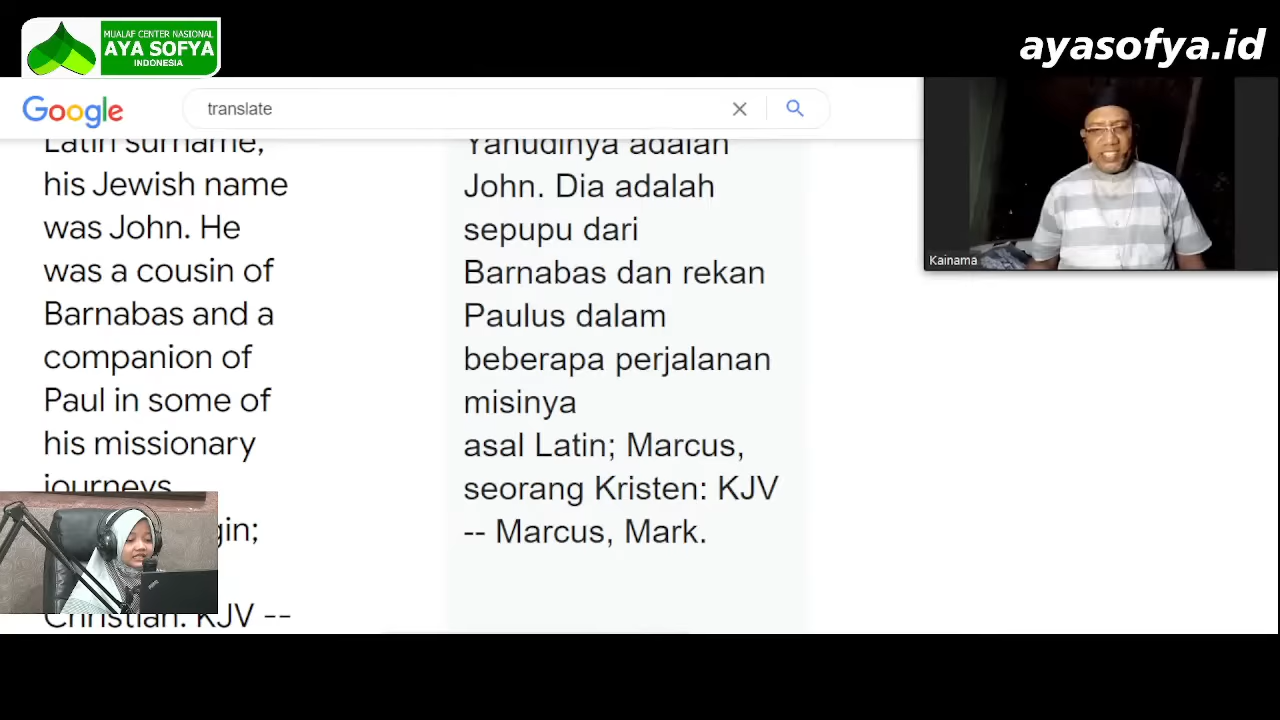 MUALAF CENTER NASIONAL
AYA SOFYA
INDONESIA
ayasofya.id
Google
translate
Latin surname,
his Jewish name
was John. He
was a cousin of
Barnabas and a
companion of
Paul in some of
his missionary
journeys
gin;
Christian: KJV --
Yahudinya adalah
John. Dia adalah
sepupu dari
Barnabas dan rekan
Paulus dalam
beberapa perjalanan
misinya
asal Latin; Marcus,
seorang Kristen: KJV
-- Marcus, Mark.
Kainama